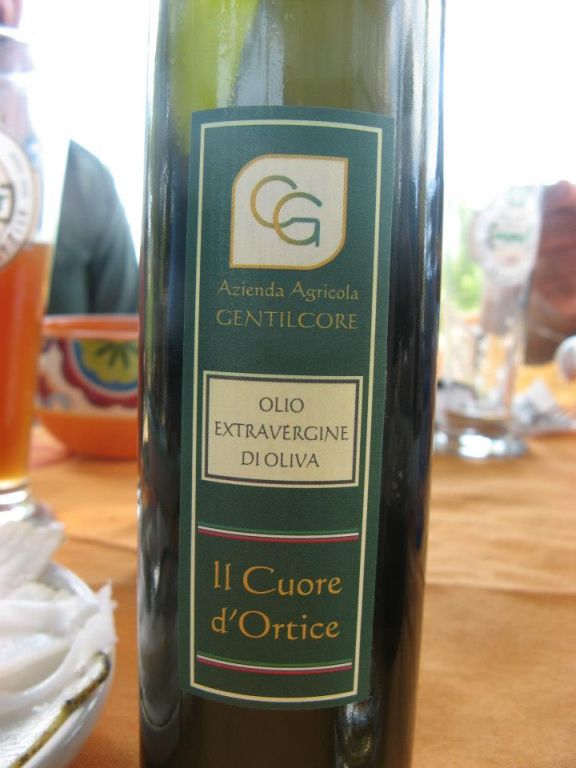 CG
Azienda Agricola
GENTILCORE
OLIO
EXTRAVERGINE
DI OLIVA
Il Cuore
d'Ortice